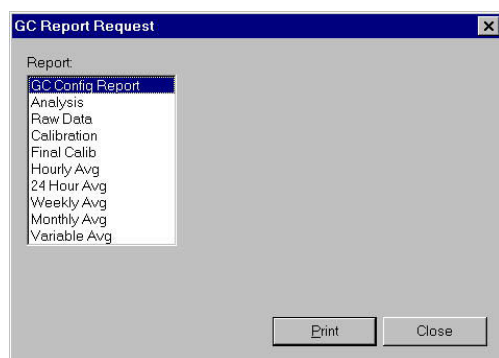 GC Report Request
Report:
GC Config Report
Analysis
Raw Data
Calibration
Final Calib
Hourly Avg
24 Hour Avg
Weekly Avg
Monthly Avg
Variable Avg
Print
Close